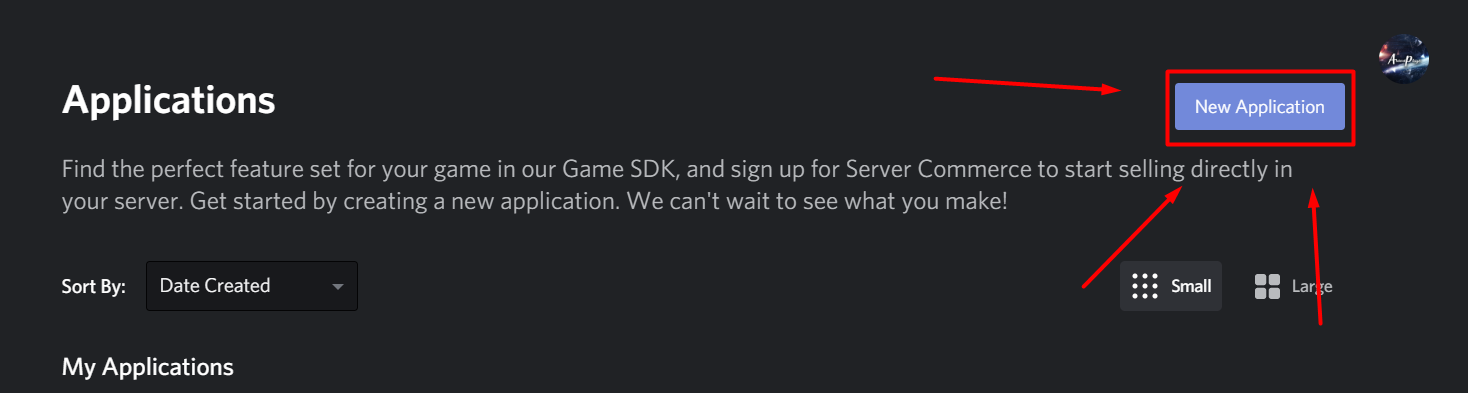 Applications
New Application
Find the perfect feature set for your game in our Game SDK, and sign up for Server Commerce to start selling directly in
your server. Get started by creating a new application. We can't wait to see what you make!
Sort By: Date Created Small Large
My Applications